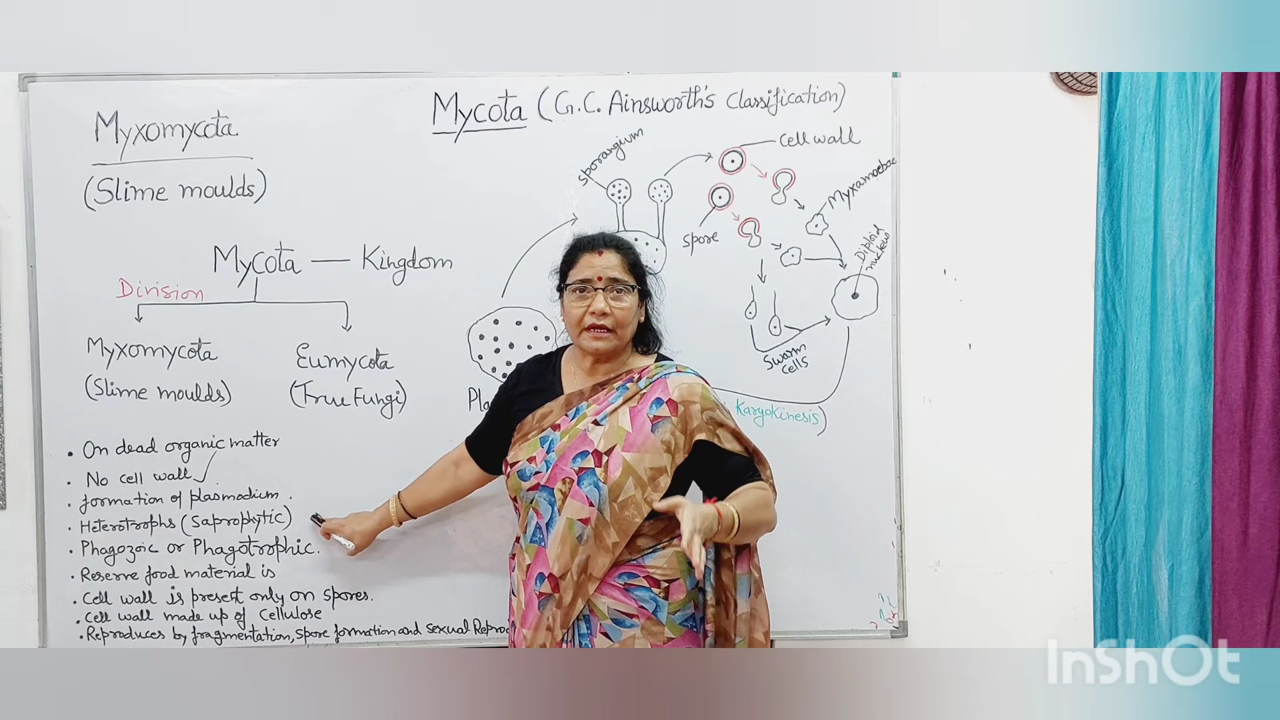 Myxomycota
(Slime moulds)
Mycota — Kingdom
Division
Myxomycota
(Slime moulds)
Eumycota
(True Fungi)
. On dead organic matter
. No cell wall
. formation of plasmodium.
. Heterotrophs (saprophytic)
. Phagozoic or Phagotrophic.
. Reserve food material is
. Cell wall is present only on spores.
. Cell wall made up of cellulose
. Reproduces by fragmentation, spore formation and sexual Reprod
Mycota (G.C. Ainsworth's Classification)
sporangium
cell wall
Myxamoebae
spore
Diploid
nucleus
swarm
cells
Pla
Karyokinesis)
InShOt